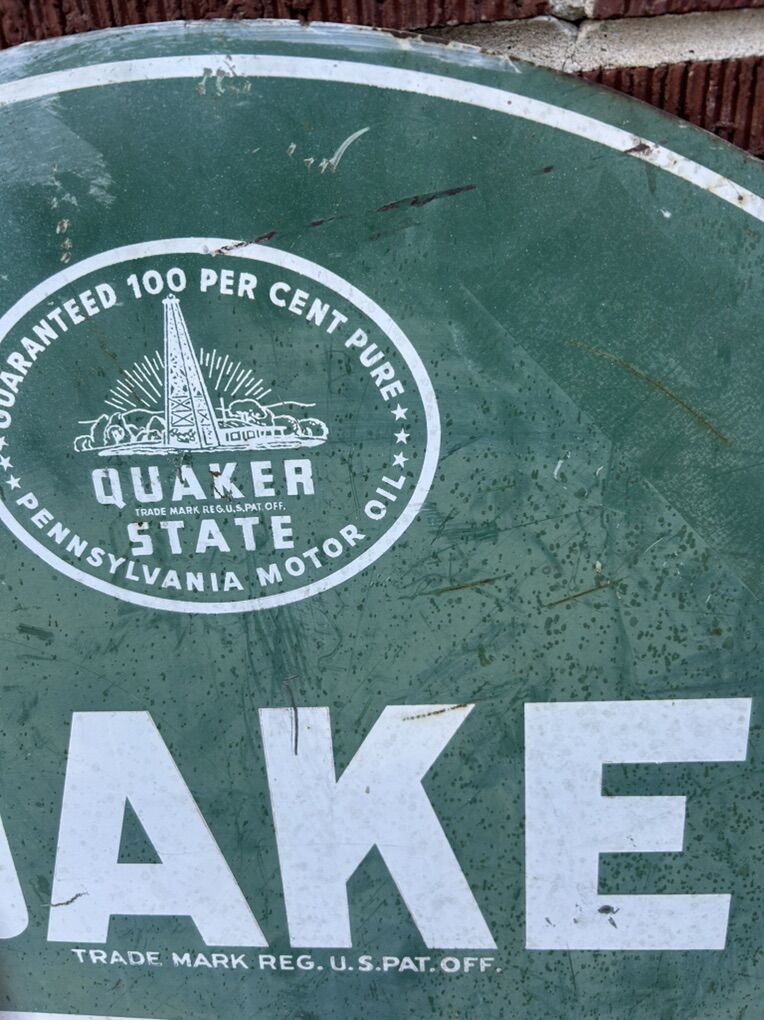 GUARANTEED 100 PER CENT PURE
QUAKER
TRADE MARK REG.U.S.PAT.OFF.
STATE
PENNSYLVANIA MOTOR OIL
UAKE
TRADE MARK REG. U.S.PAT.OFF.